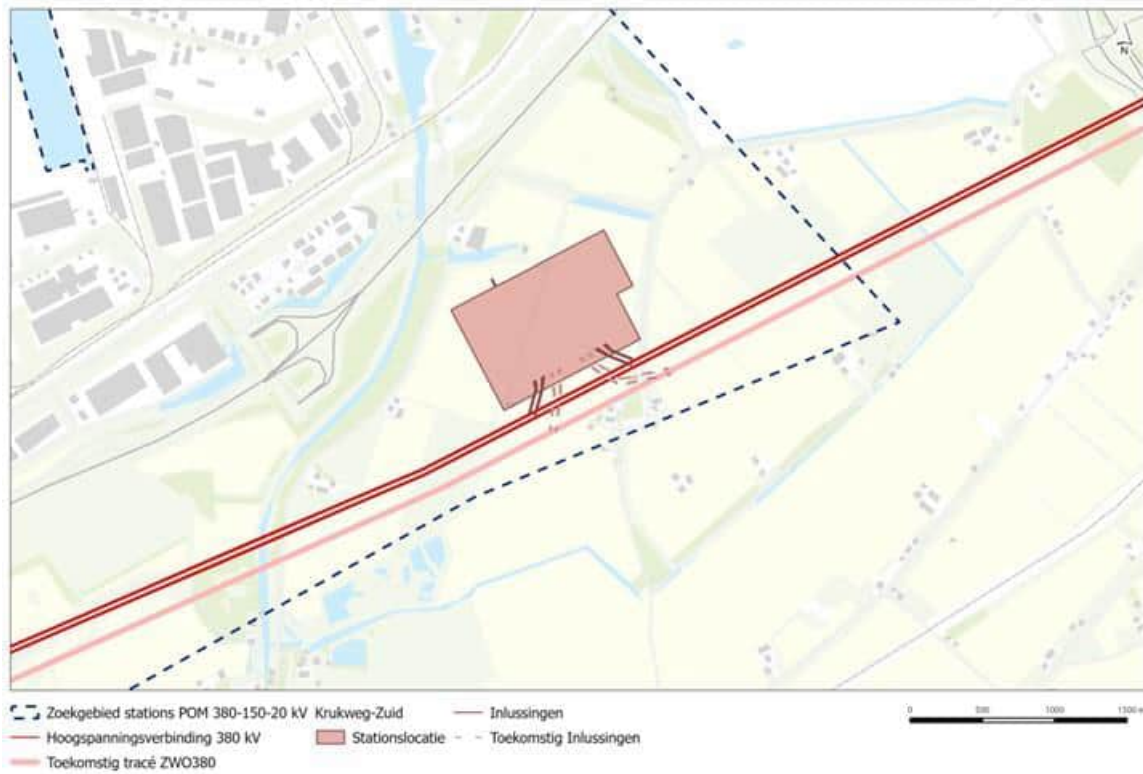 N
Zoekgebied stations POM 380-150-20 kV Krukweg-Zuid
Inlussingen
0 500 1000 1500 m
Hoogspanningsverbinding 380 kV
Stationslocatie
Toekomstig Inlussingen
Toekomstig tracé ZWO380